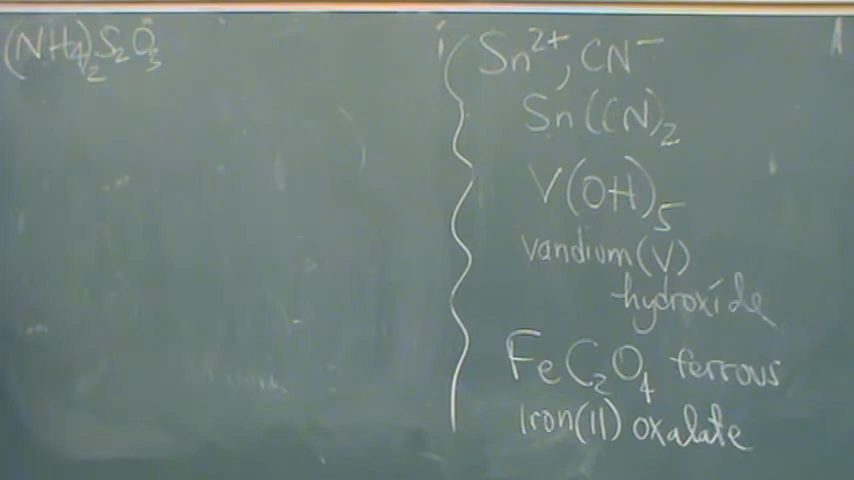 (NH₄)₂S₂O₃
Sn²⁺, CN⁻
Sn(CN)₂
V(OH)₅
vandium(V)
hydroxide
FeC₂O₄ ferrous
Iron(II) oxalate